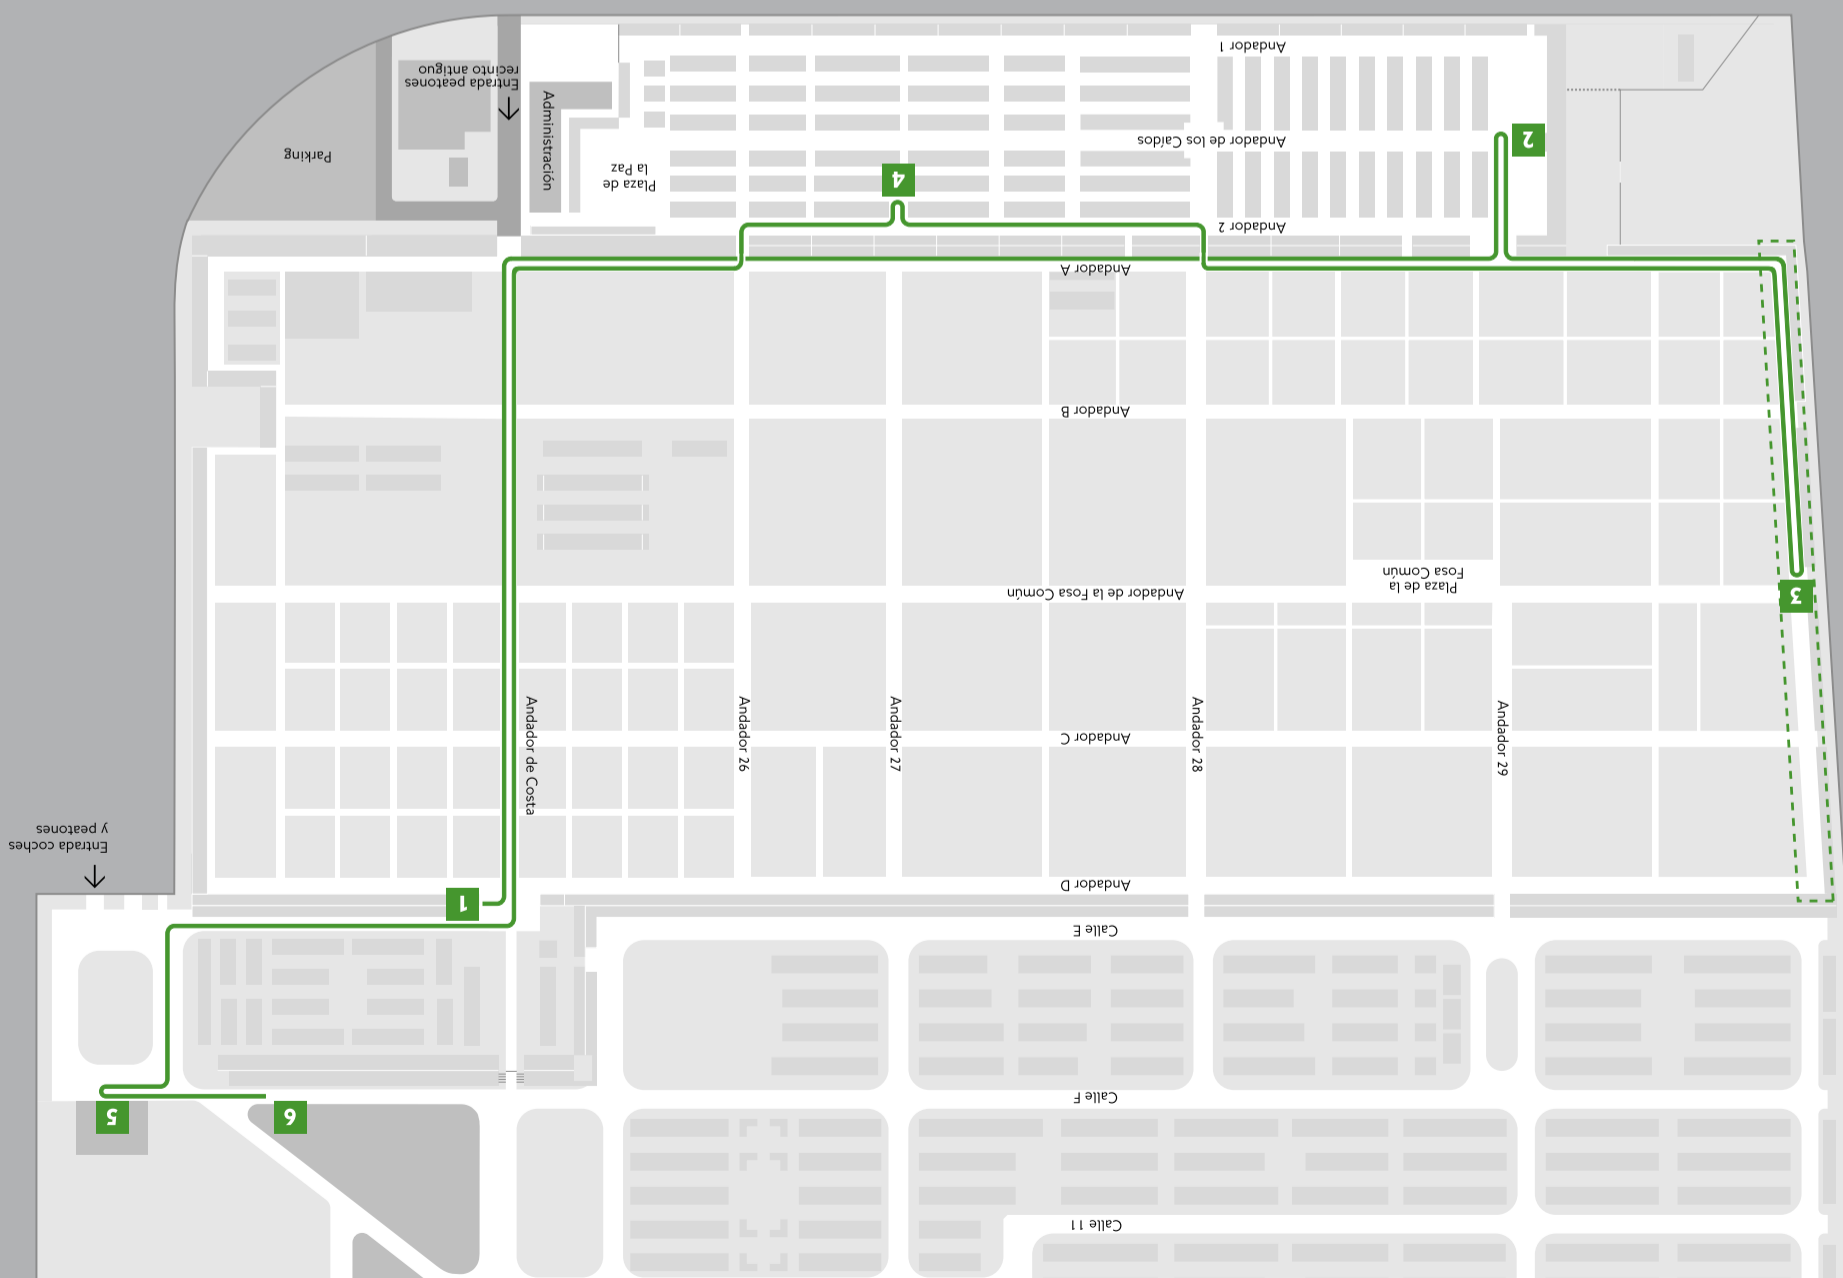 Entrada peatones
recinto antiguo
Parking
Administración
Plaza de
la Paz
Andador 1
Andador de los Caídos
Andador 2
2
4
Andador A
Andador B
Plaza de la
Fosa Común
Andador de la Fosa Común
3
Andador de Costa
Andador 26
Andador 27
Andador 28
Andador 29
Andador C
Entrada coches
y peatones
Andador D
1
Calle E
Calle F
5
6
Calle 11